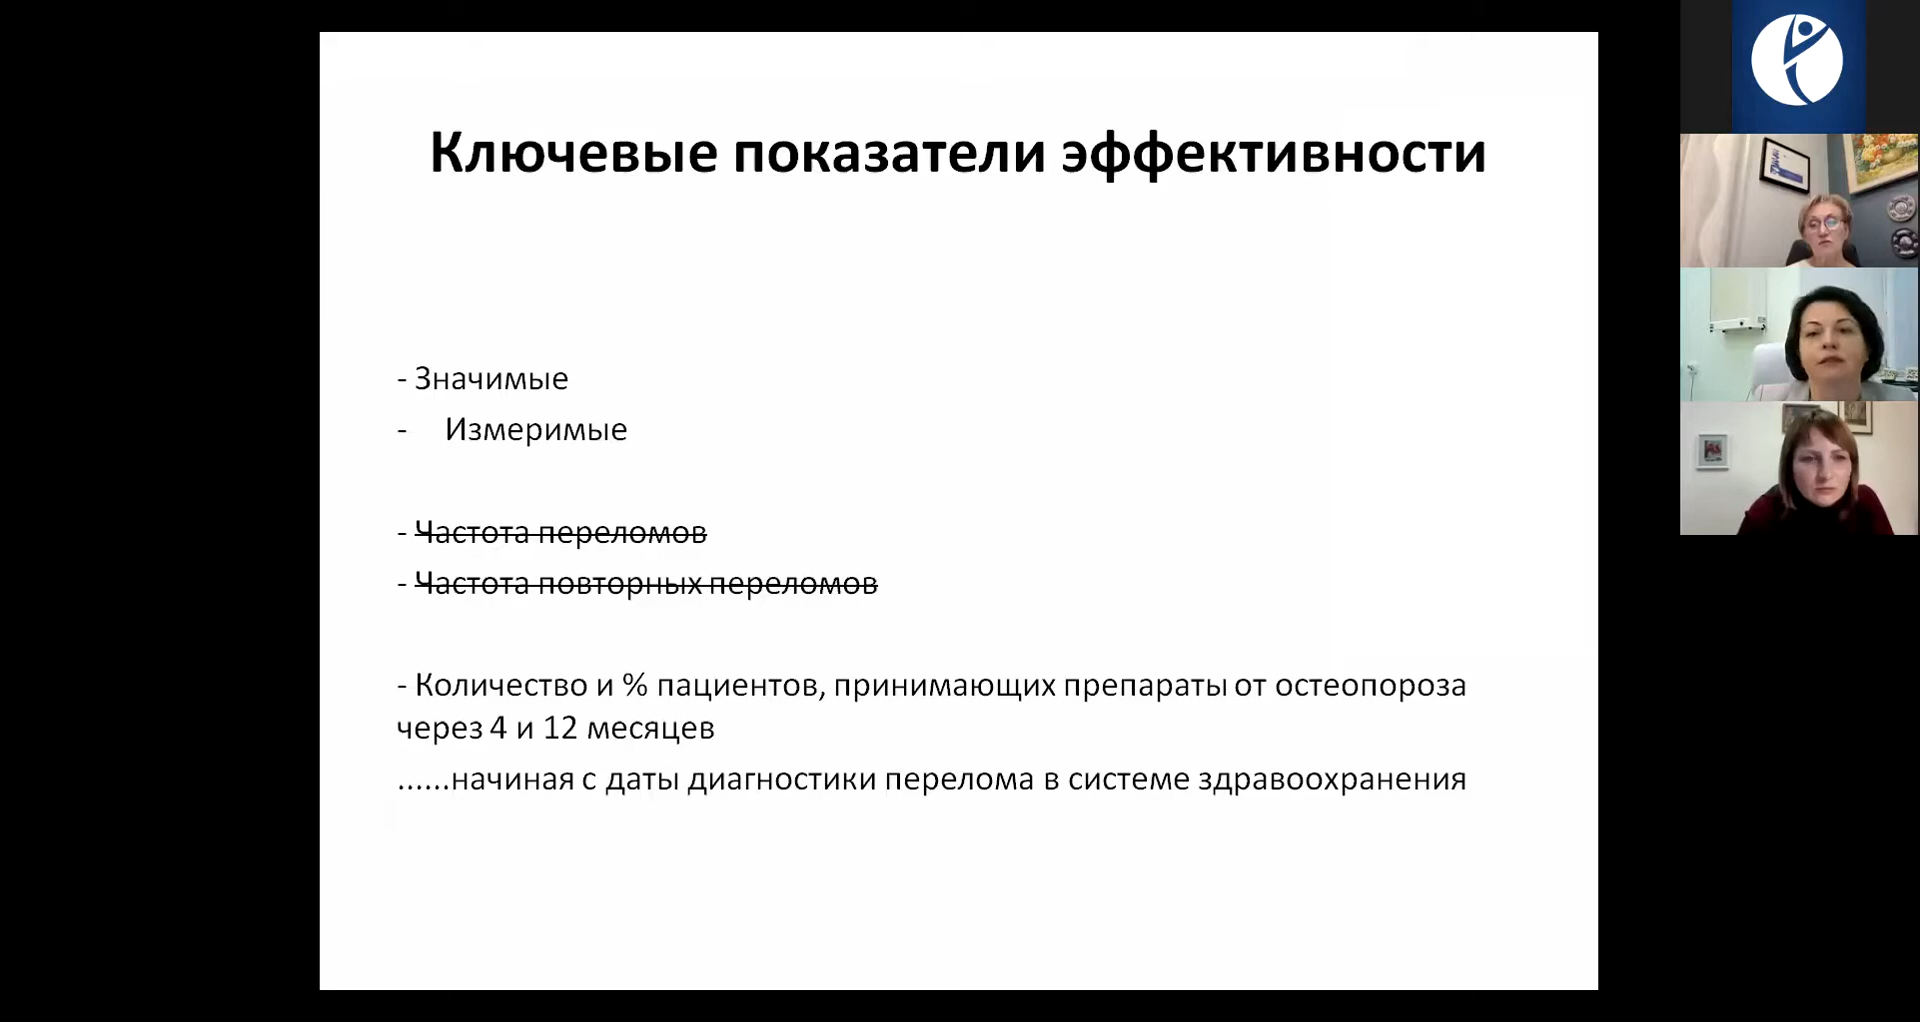 Ключевые показатели эффективности
- Значимые
- Измеримые
- Частота переломов
- Частота повторных переломов
- Количество и % пациентов, принимающих препараты от остеопороза
через 4 и 12 месяцев
......начиная с даты диагностики перелома в системе здравоохранения